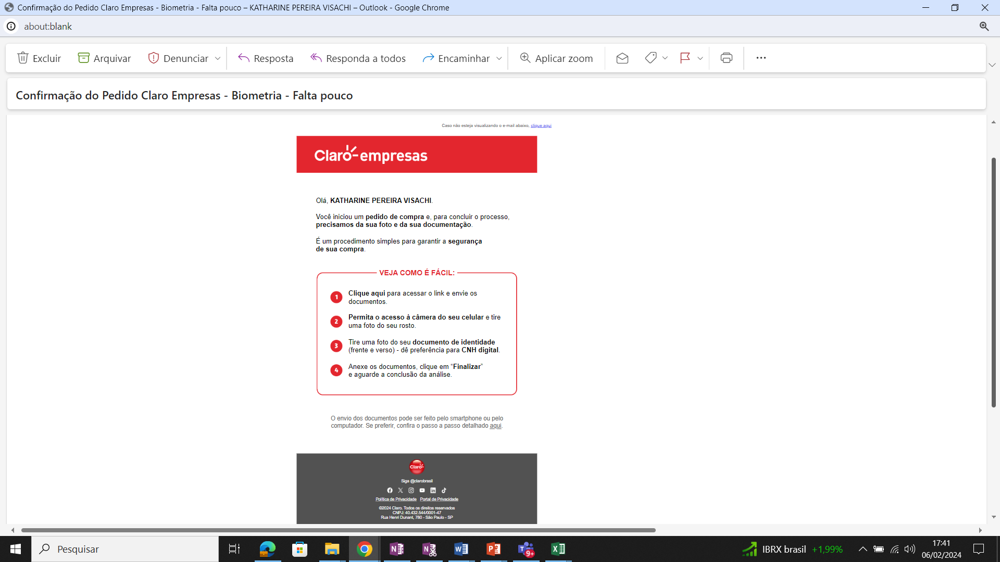 Confirmação do Pedido Claro Empresas - Biometria - Falta pouco – KATHARINE PEREIRA VISACHI – Outlook - Google Chrome
about:blank
Excluir
Arquivar
Denunciar
Resposta
Responda a todos
Encaminhar
Aplicar zoom
Confirmação do Pedido Claro Empresas - Biometria - Falta pouco
Caso não esteja visualizando o e-mail abaixo, clique aqui
Claro empresas
Olá, KATHARINE PEREIRA VISACHI.
Você iniciou um pedido de compra e, para concluir o processo,
precisamos da sua foto e da sua documentação.
É um procedimento simples para garantir a segurança
de sua compra.
VEJA COMO É FÁCIL:
1 Clique aqui para acessar o link e envie os
documentos.
2 Permita o acesso à câmera do seu celular e tire
uma foto do seu rosto.
3 Tire uma foto do seu documento de identidade
(frente e verso) - dê preferência para CNH digital.
4 Anexe os documentos, clique em “Finalizar”
e aguarde a conclusão da análise.
O envio dos documentos pode ser feito pelo smartphone ou pelo
computador. Se preferir, confira o passo a passo detalhado aqui.
Claro
Siga @clarobrasil
Política de Privacidade Portal de Privacidade
©2024 Claro. Todos os direitos reservados
CNPJ: 40.432.544/0001-47
Rua Henri Dunant, 780 - São Paulo - SP
Pesquisar
9+
IBRX brasil +1,99%
17:41
06/02/2024